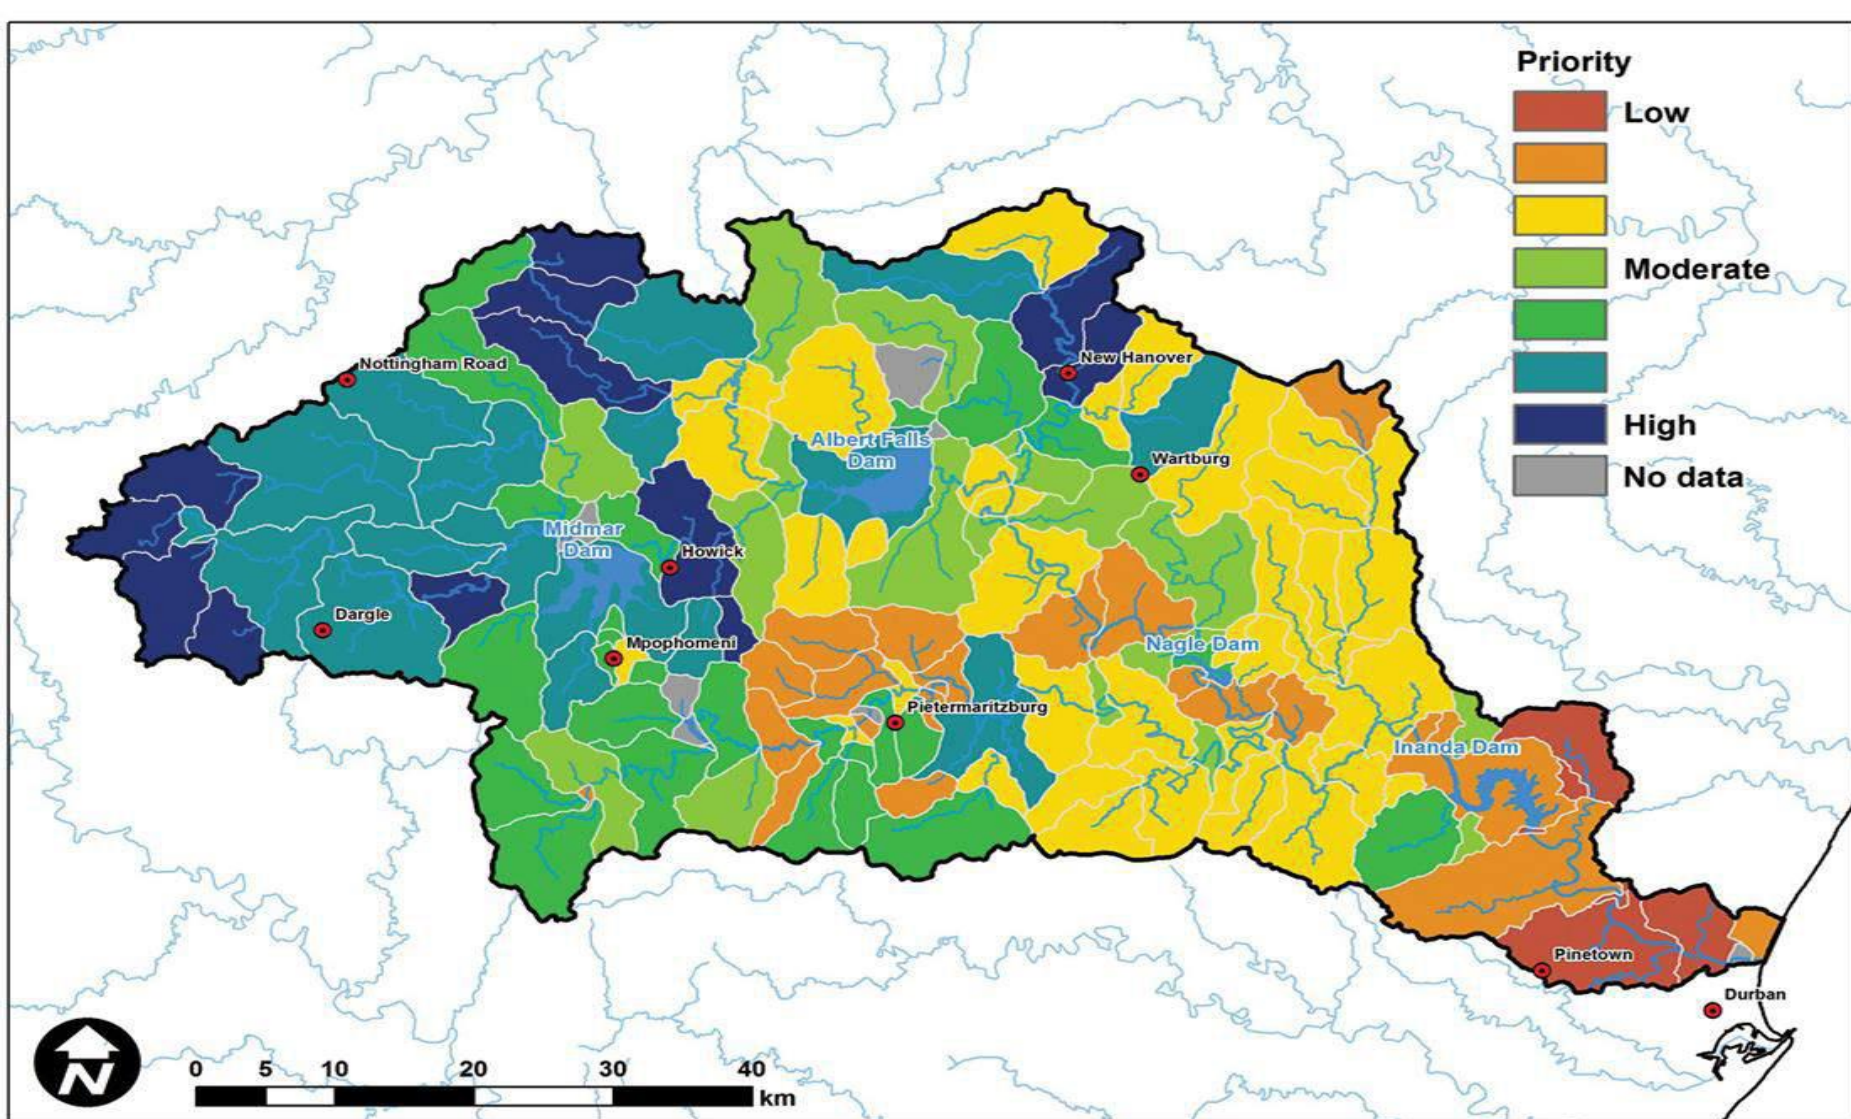 Priority
Low
Moderate
High
No data
Nottingham Road
New Hanover
Albert Falls
Dam
Wartburg
Midmar
Dam
Howick
Dargle
Mpophomeni
Nagle Dam
Pietermaritzburg
Inanda Dam
Pinetown
Durban
N
0 5 10 20 30 40
km